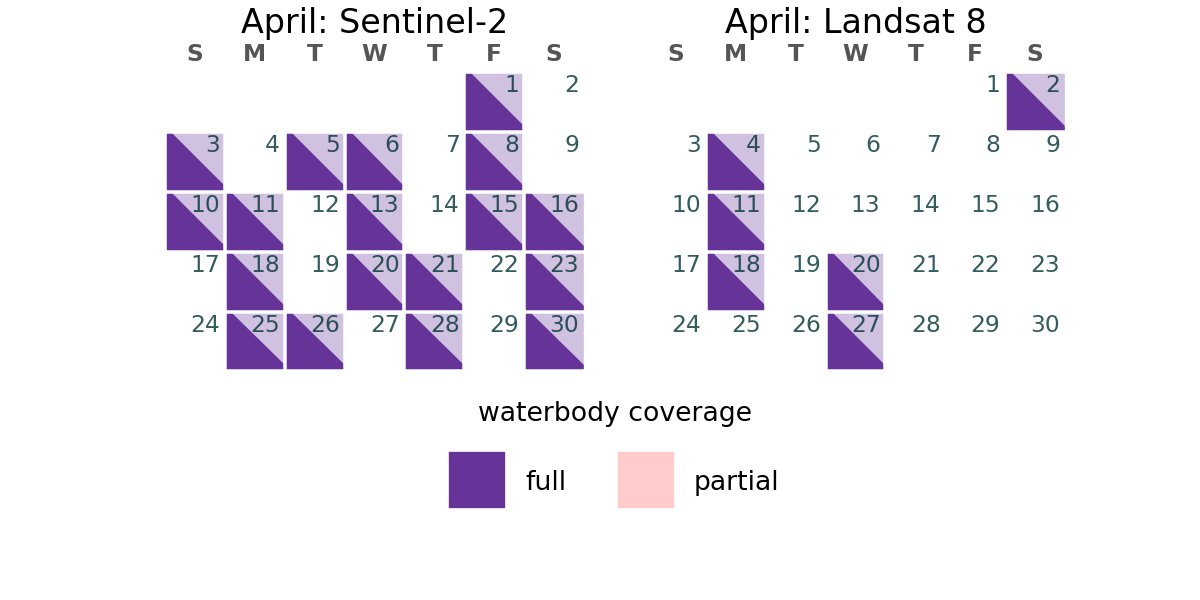 April: Sentinel-2
S M T W T F S
1 2
3 4 5 6 7 8 9
10 11 12 13 14 15 16
17 18 19 20 21 22 23
24 25 26 27 28 29 30
April: Landsat 8
S M T W T F S
1 2
3 4 5 6 7 8 9
10 11 12 13 14 15 16
17 18 19 20 21 22 23
24 25 26 27 28 29 30
waterbody coverage
full
partial